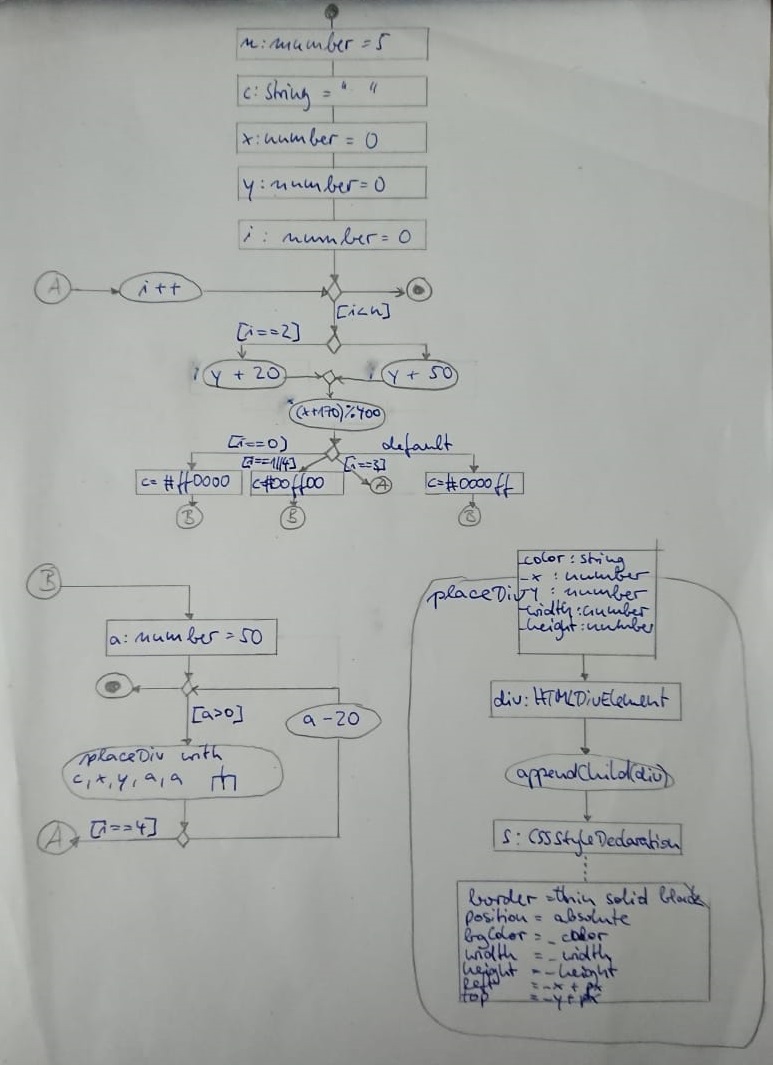 n: number = 5
c: string = " "
x: number = 0
y: number = 0
i : number = 0
A
i++
[i<n]
[i==2]
y + 20
y + 50
(x+170)%400
[i==0]
[i==1||4]
[i==3]
default
c= #ff0000
c=#00ff00
A
c=#0000ff
B
B
B
B
a: number = 50
[a>0]
a - 20
placeDiv with
c, x, y, a, a
[i==4]
A
placeDiv
_color: string
_x : number
_y : number
_width: number
_height: number
div: HTMLDivElement
appendChild(div)
s: CSSStyleDeclaration
border = thin solid black
position = absolute
bgColor = _color
width = _width
height = _height
left = _x + px
top = _y + px